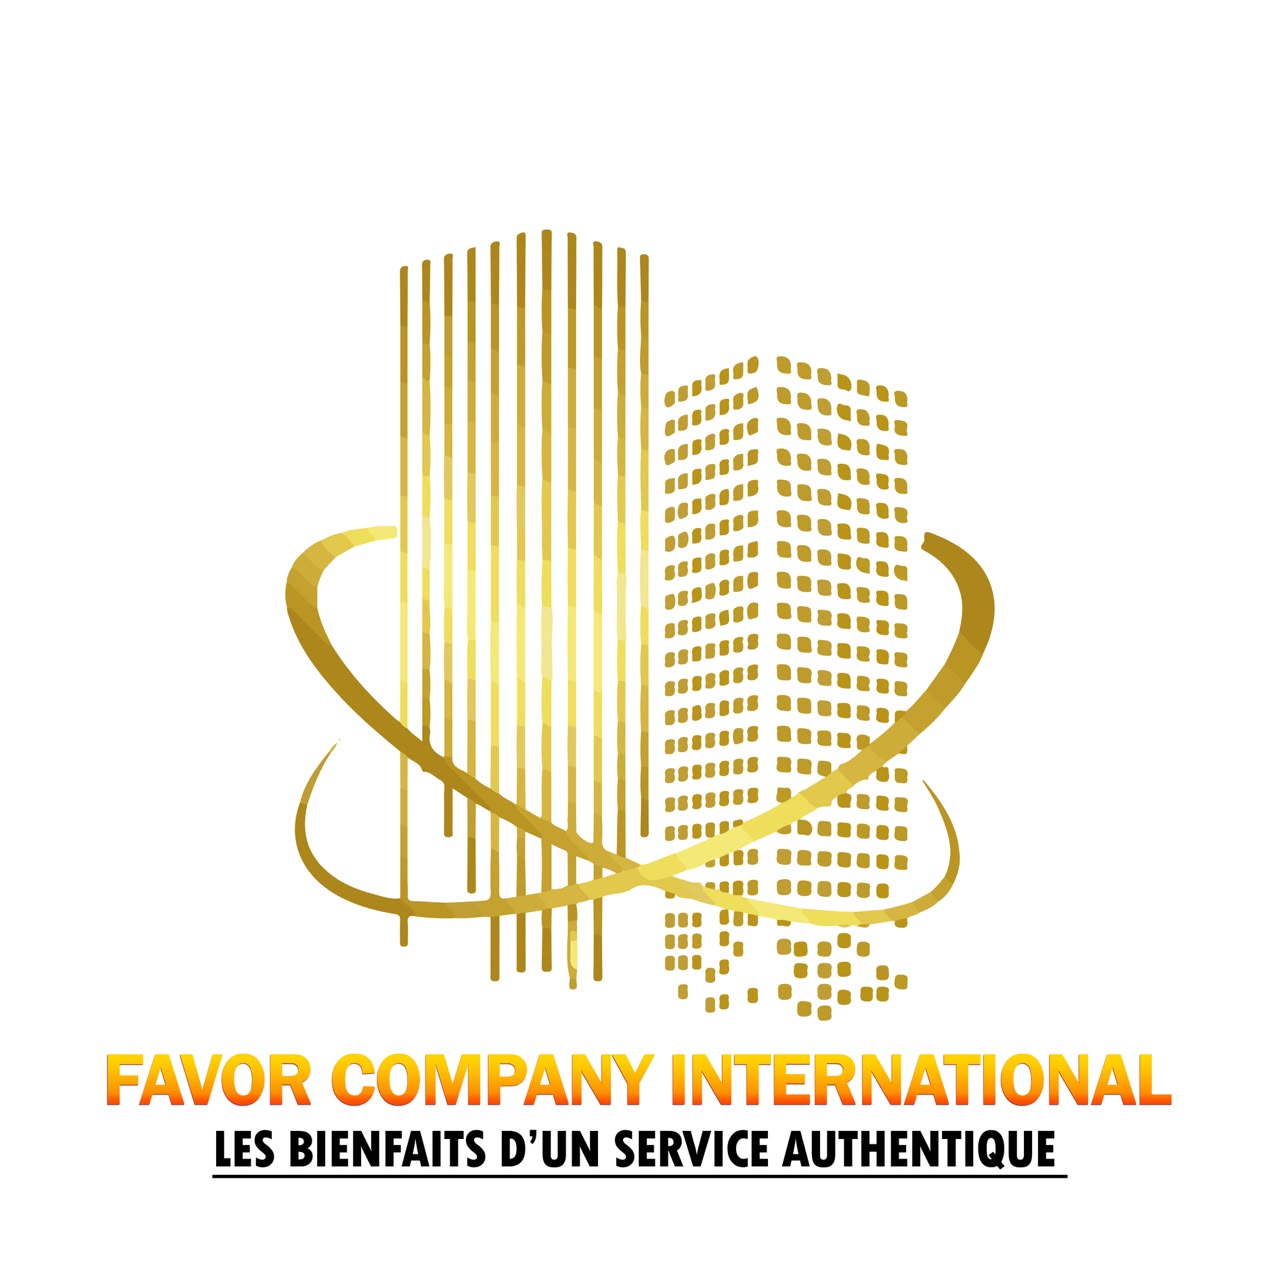 FAVOR COMPANY INTERNATIONAL
LES BIENFAITS D'UN SERVICE AUTHENTIQUE